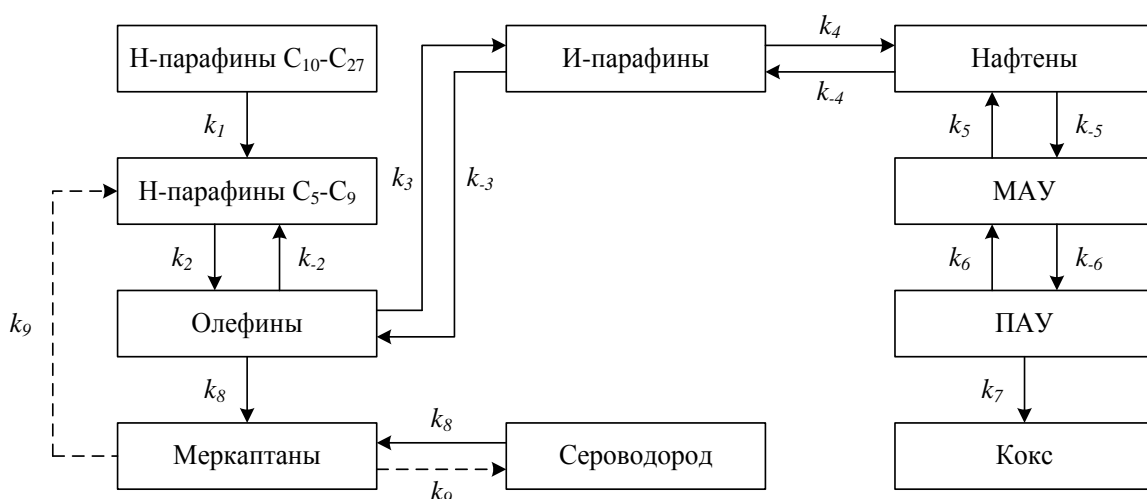 Н-парафины C₁₀-C₂₇
И-парафины
k₄
k₋₄
Нафтены
k₁
k₃
k₋₃
k₅
k₋₅
Н-парафины C₅-C₉
МАУ
k₂
k₋₂
k₆
k₋₆
Олефины
ПАУ
k₉
k₈
k₇
Меркаптаны
k₈
k₉
Сероводород
Кокс